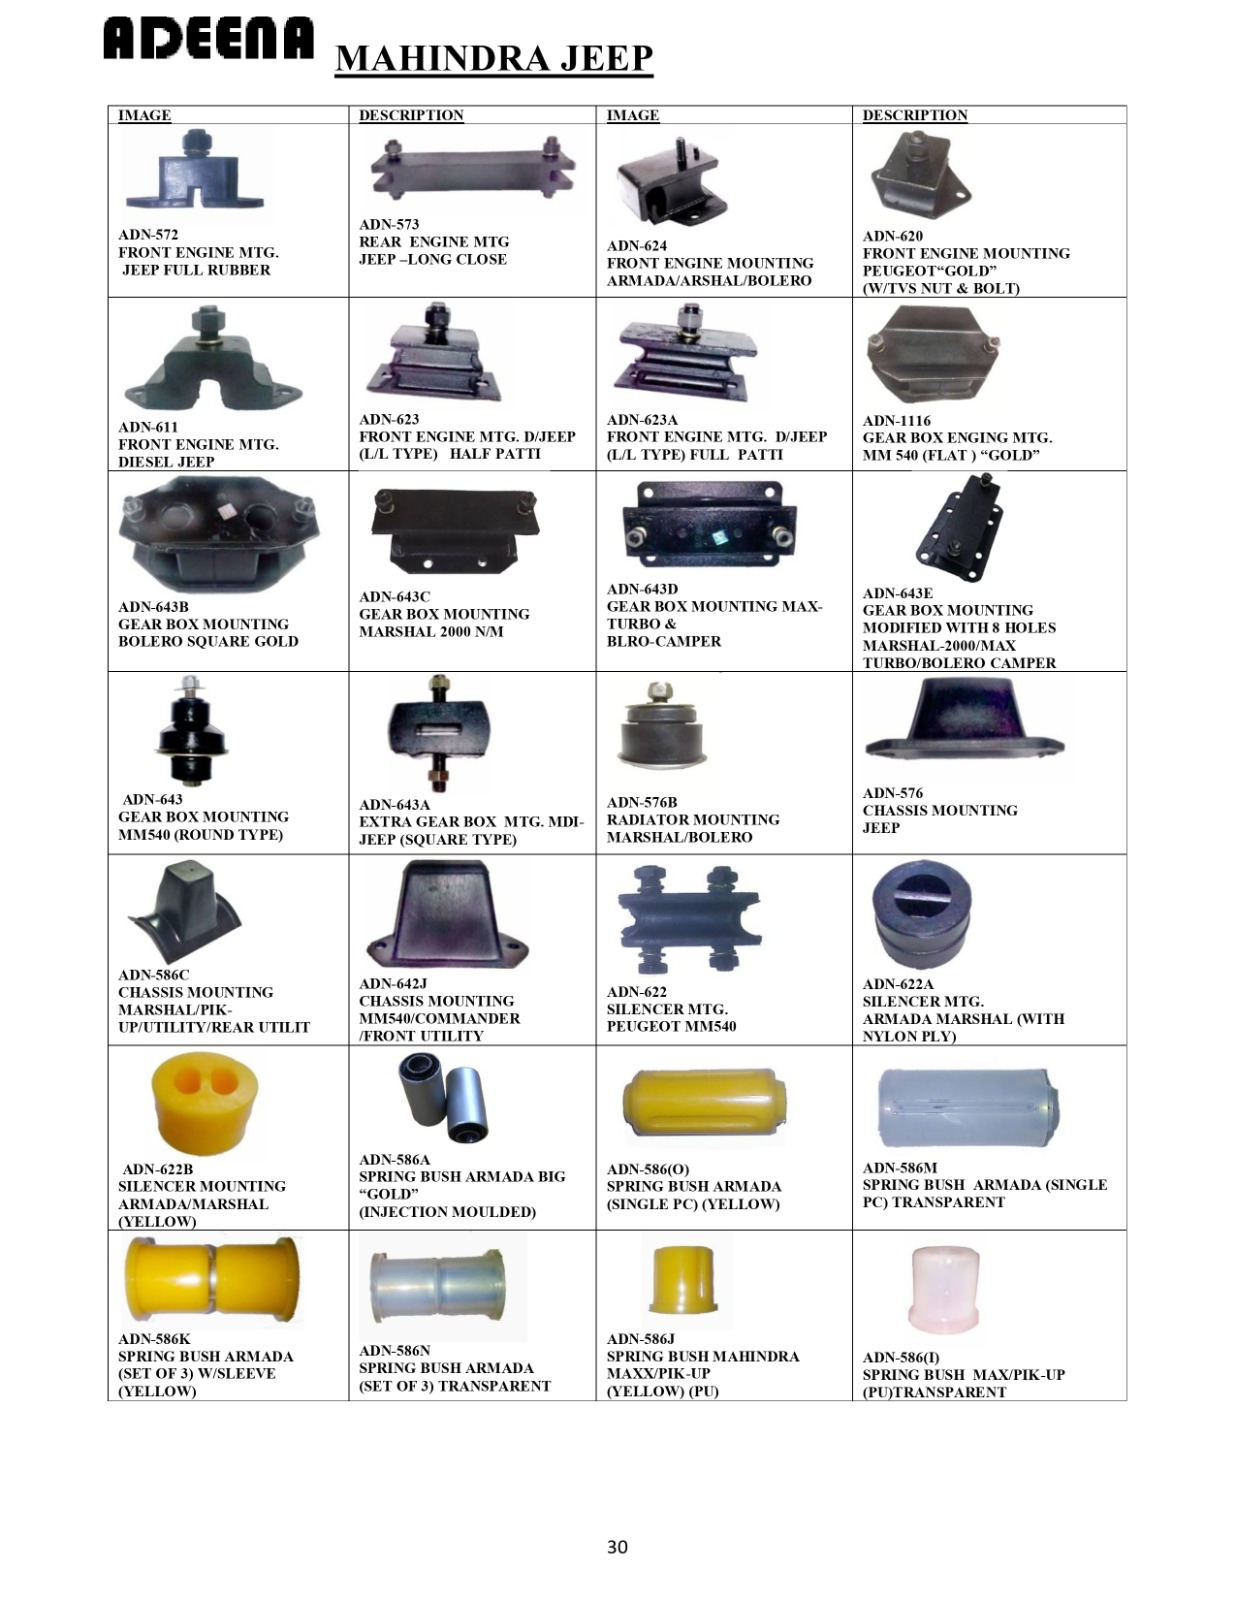 ADEENA
MAHINDRA JEEP
IMAGE
DESCRIPTION
IMAGE
DESCRIPTION
ADN-572
FRONT ENGINE MTG.
JEEP FULL RUBBER
ADN-573
REAR ENGINE MTG
JEEP –LONG CLOSE
ADN-624
FRONT ENGINE MOUNTING
ARMADA/ARSHAL/BOLERO
ADN-620
FRONT ENGINE MOUNTING
PEUGEOT“GOLD”
(W/TVS NUT & BOLT)
ADN-611
FRONT ENGINE MTG.
DIESEL JEEP
ADN-623
FRONT ENGINE MTG. D/JEEP
(L/L TYPE) HALF PATTI
ADN-623A
FRONT ENGINE MTG. D/JEEP
(L/L TYPE) FULL PATTI
ADN-1116
GEAR BOX ENGING MTG.
MM 540 (FLAT ) “GOLD”
ADN-643B
GEAR BOX MOUNTING
BOLERO SQUARE GOLD
ADN-643C
GEAR BOX MOUNTING
MARSHAL 2000 N/M
ADN-643D
GEAR BOX MOUNTING MAX-
TURBO &
BLRO-CAMPER
ADN-643E
GEAR BOX MOUNTING
MODIFIED WITH 8 HOLES
MARSHAL-2000/MAX
TURBO/BOLERO CAMPER
ADN-643
GEAR BOX MOUNTING
MM540 (ROUND TYPE)
ADN-643A
EXTRA GEAR BOX MTG. MDI-
JEEP (SQUARE TYPE)
ADN-576B
RADIATOR MOUNTING
MARSHAL/BOLERO
ADN-576
CHASSIS MOUNTING
JEEP
ADN-586C
CHASSIS MOUNTING
MARSHAL/PIK-
UP/UTILITY/REAR UTILIT
ADN-642J
CHASSIS MOUNTING
MM540/COMMANDER
/FRONT UTILITY
ADN-622
SILENCER MTG.
PEUGEOT MM540
ADN-622A
SILENCER MTG.
ARMADA MARSHAL (WITH
NYLON PLY)
ADN-622B
SILENCER MOUNTING
ARMADA/MARSHAL
(YELLOW)
ADN-586A
SPRING BUSH ARMADA BIG
“GOLD”
(INJECTION MOULDED)
ADN-586(O)
SPRING BUSH ARMADA
(SINGLE PC) (YELLOW)
ADN-586M
SPRING BUSH ARMADA (SINGLE
PC) TRANSPARENT
ADN-586K
SPRING BUSH ARMADA
(SET OF 3) W/SLEEVE
(YELLOW)
ADN-586N
SPRING BUSH ARMADA
(SET OF 3) TRANSPARENT
ADN-586J
SPRING BUSH MAHINDRA
MAXX/PIK-UP
(YELLOW) (PU)
ADN-586(I)
SPRING BUSH MAX/PIK-UP
(PU)TRANSPARENT
30